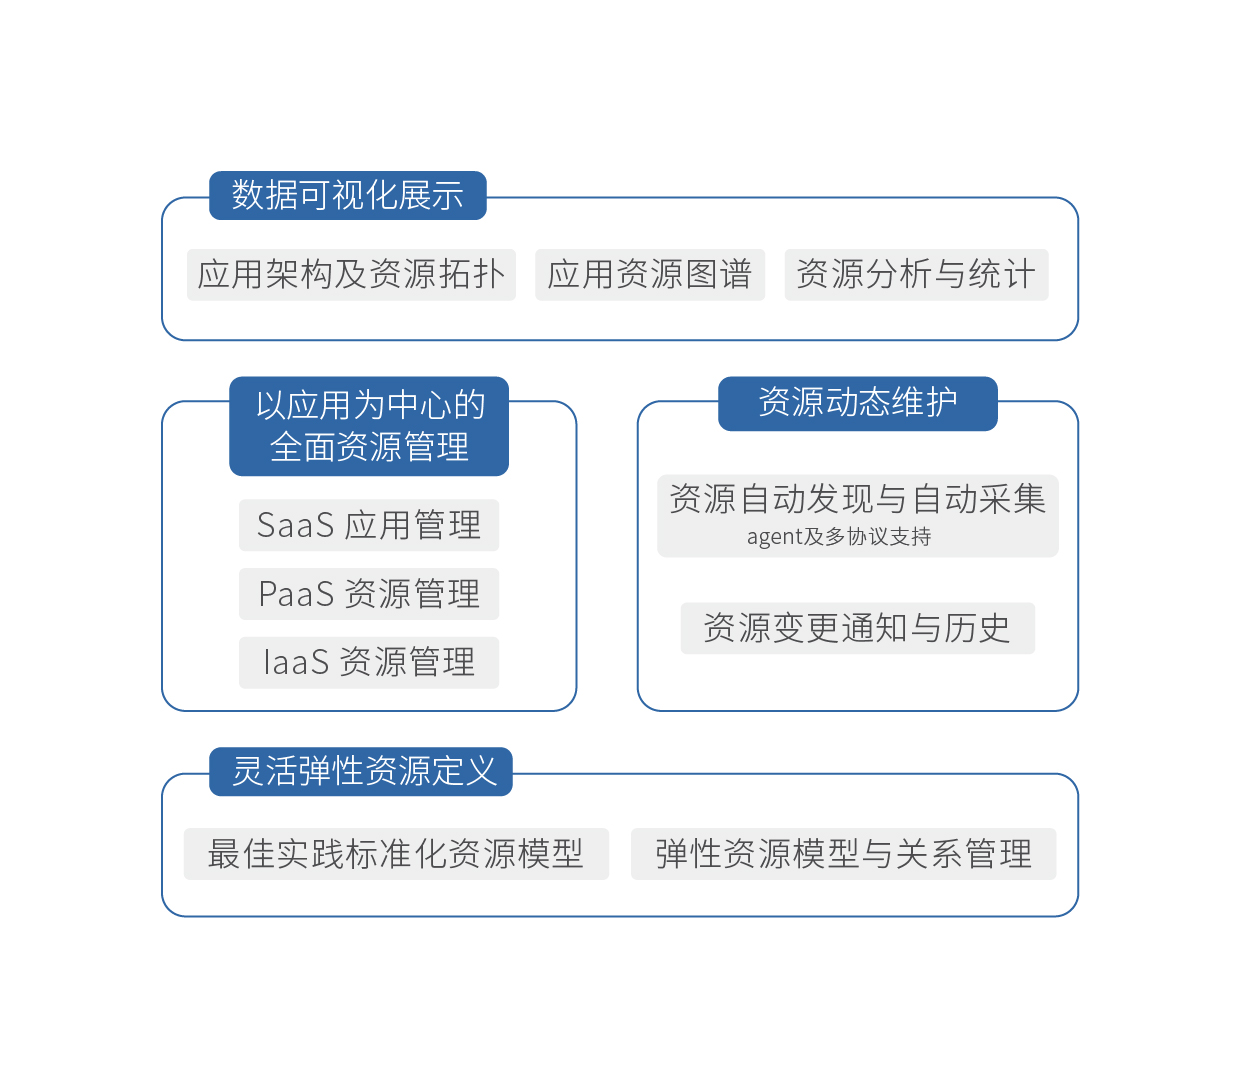 数据可视化展示
应用架构及资源拓扑
应用资源图谱
资源分析与统计
以应用为中心的
全面资源管理
SaaS 应用管理
PaaS 资源管理
IaaS 资源管理
资源动态维护
资源自动发现与自动采集
agent及多协议支持
资源变更通知与历史
灵活弹性资源定义
最佳实践标准化资源模型
弹性资源模型与关系管理